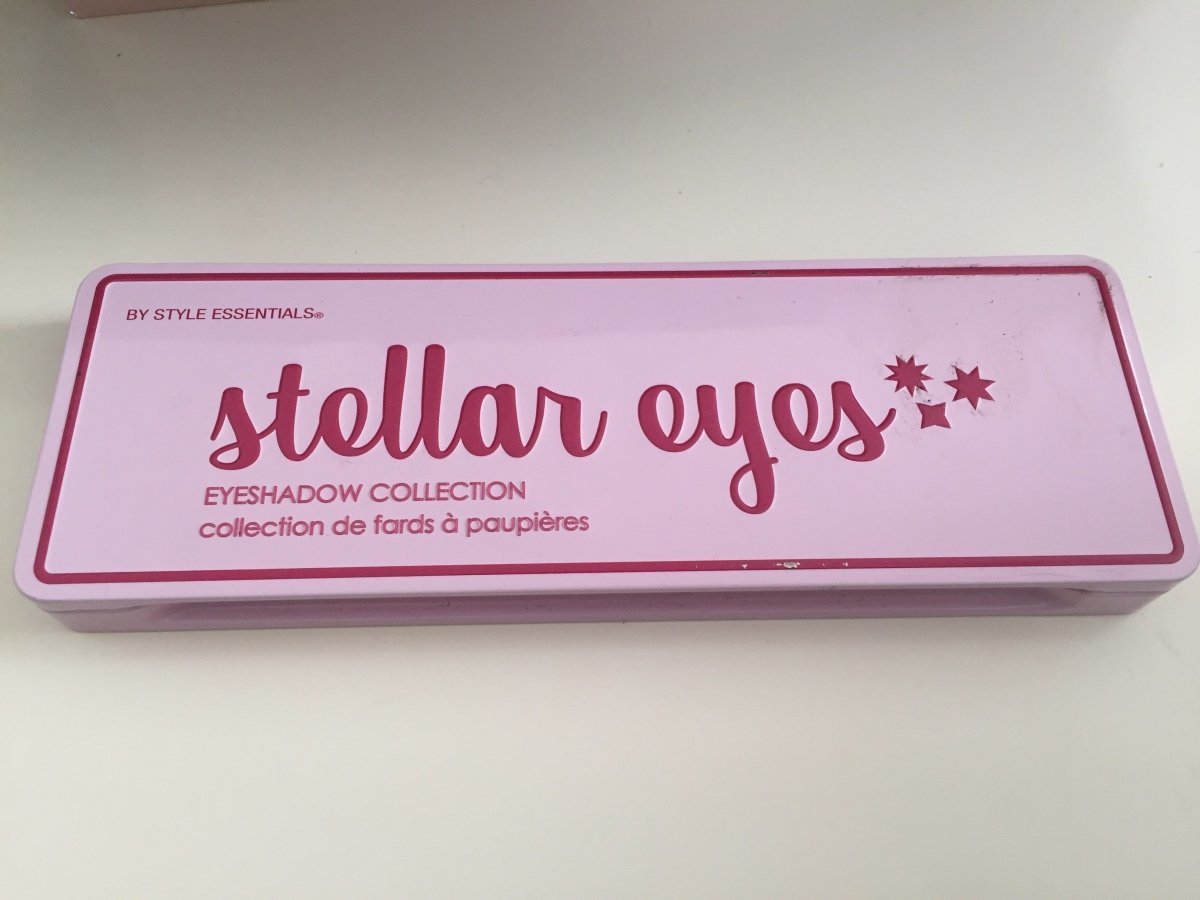 BY STYLE ESSENTIALS®
stellar eyes
EYESHADOW COLLECTION
collection de fards à paupières